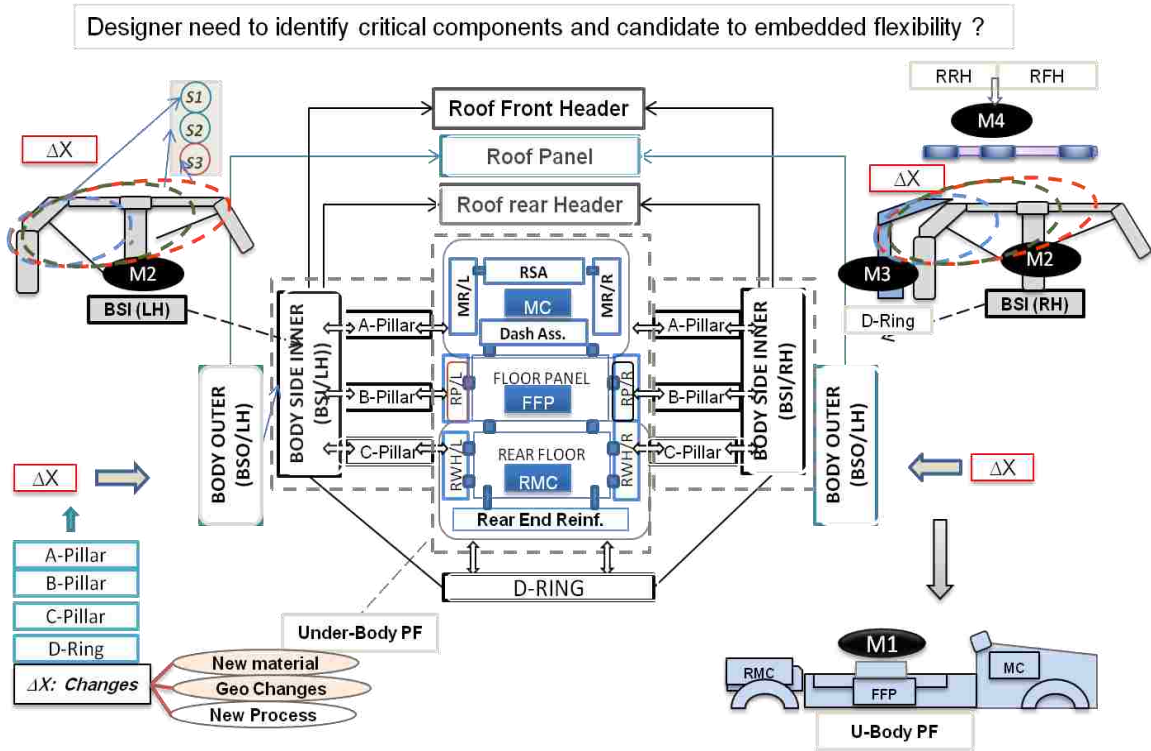 Designer need to identify critical components and candidate to embedded flexibility ?
S1
S2
S3
ΔX
M2
BSI (LH)
Roof Front Header
Roof Panel
Roof rear Header
RRH
RFH
M4
ΔX
M3
M2
D-Ring
BSI (RH)
BODY OUTER
(BSO/LH)
BODY SIDE INNER
(BSI/LH))
A-Pillar
B-Pillar
C-Pillar
MR/L
RSA
MC
MR/R
Dash Ass.
RP/L
FLOOR PANEL
FFP
RP/R
RWH/L
REAR FLOOR
RMC
RWH/R
Rear End Reinf.
A-Pillar
B-Pillar
C-Pillar
BODY SIDE INNER
(BSI/RH)
BODY OUTER
(BSO/LH)
D-RING
Under-Body PF
ΔX
A-Pillar
B-Pillar
C-Pillar
D-Ring
ΔX: Changes
New material
Geo Changes
New Process
ΔX
M1
RMC
FFP
MC
U-Body PF